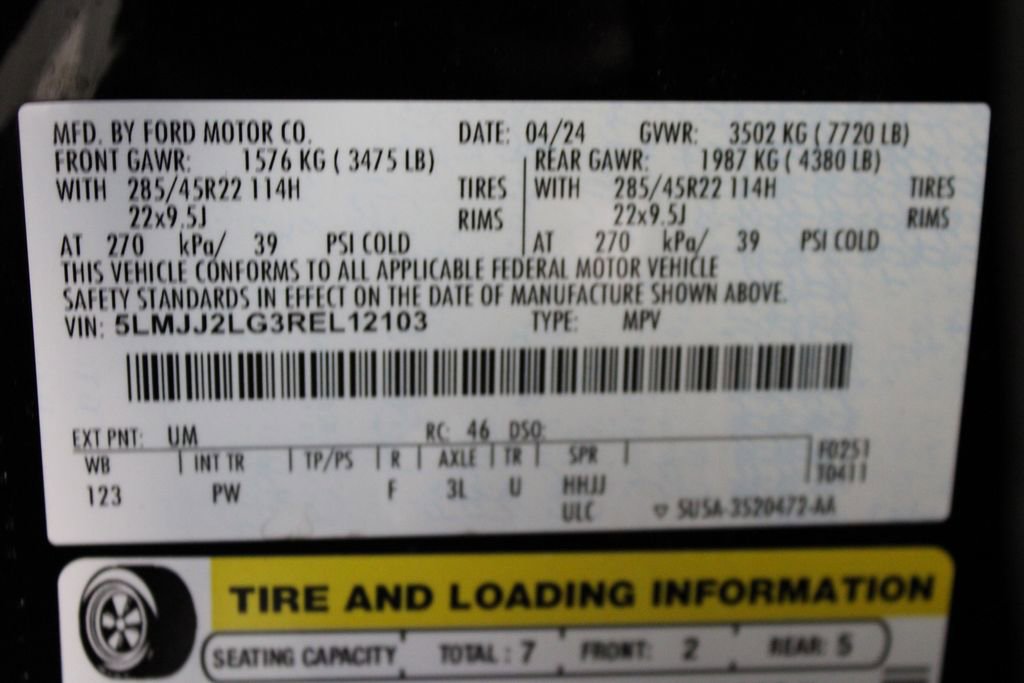 MFD. BY FORD MOTOR CO. DATE: 04/24 GVWR: 3502 KG ( 7720 LB)
FRONT GAWR: 1576 KG ( 3475 LB) REAR GAWR: 1987 KG ( 4380 LB)
WITH 285/45R22 114H TIRES WITH 285/45R22 114H TIRES
22x9.5J RIMS 22x9.5J RIMS
AT 270 kPa/ 39 PSI COLD AT 270 kPa/ 39 PSI COLD
THIS VEHICLE CONFORMS TO ALL APPLICABLE FEDERAL MOTOR VEHICLE
SAFETY STANDARDS IN EFFECT ON THE DATE OF MANUFACTURE SHOWN ABOVE.
VIN: 5LMJJ2LG3REL12103 TYPE: MPV
EXT PNT: UM RC: 46 DSO:
WB INT TR TP/PS R AXLE TR SPR F0251
123 PW F 3L U HHJJ T0411
ULC SU5A-3520472-AA
TIRE AND LOADING INFORMATION
SEATING CAPACITY TOTAL : 7 FRONT: 2 REAR: 5